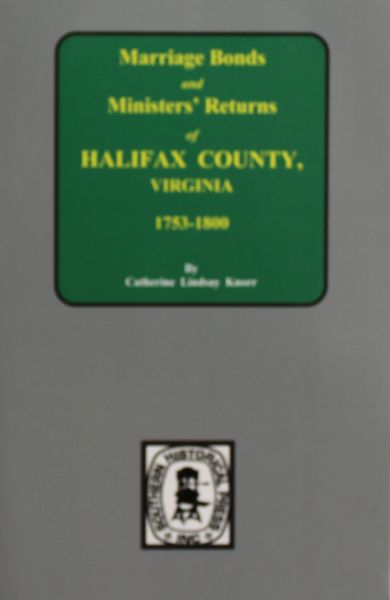 Marriage Bonds
and
Ministers' Returns
of
HALIFAX COUNTY,
VIRGINIA
1753-1800
By
Catherine Lindsay Knorr
SOUTHERN HISTORICAL PRESS
INC.